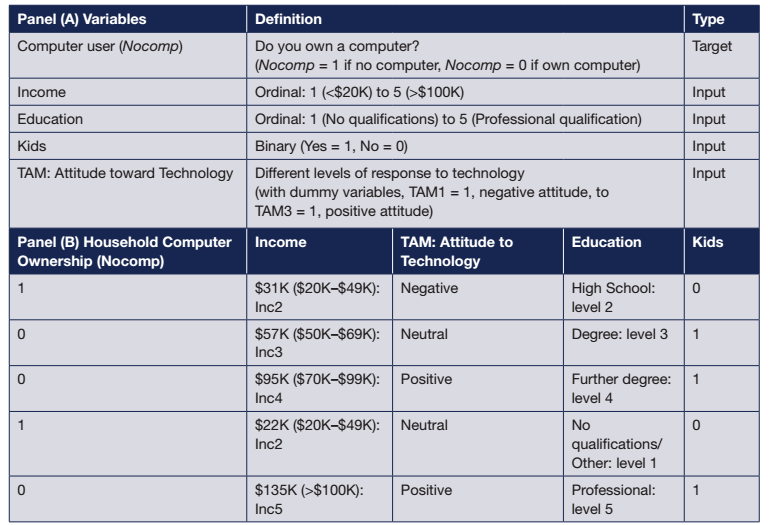 Panel (A) Variables Definition Type
Computer user (Nocomp) Do you own a computer? Target
(Nocomp = 1 if no computer, Nocomp = 0 if own computer)
Income Ordinal: 1 (<$20K) to 5 (>$100K) Input
Education Ordinal: 1 (No qualifications) to 5 (Professional qualification) Input
Kids Binary (Yes = 1, No = 0) Input
TAM: Attitude toward Technology Different levels of response to technology Input
(with dummy variables, TAM1 = 1, negative attitude, to
TAM3 = 1, positive attitude)
Panel (B) Household Computer Income TAM: Attitude to Education Kids
Ownership (Nocomp) Technology
1 $31K ($20K–$49K): Negative High School: 0
Inc2 level 2
0 $57K ($50K–$69K): Neutral Degree: level 3 1
Inc3
0 $95K ($70K–$99K): Positive Further degree: 1
Inc4 level 4
1 $22K ($20K–$49K): Neutral No 0
Inc2 qualifications/
Other: level 1
0 $135K (>$100K): Positive Professional: 1
Inc5 level 5